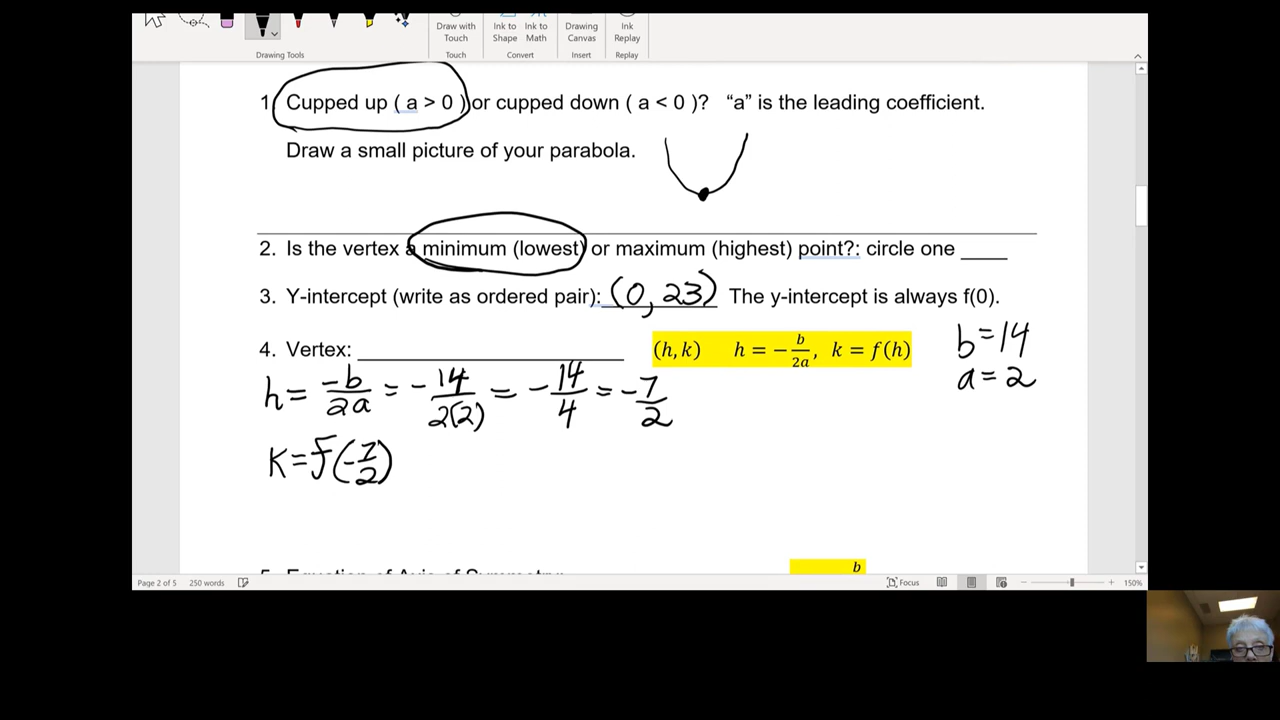 Draw with Touch
Ink to Shape
Ink to Math
Drawing Canvas
Ink Replay
Drawing Tools
Touch
Convert
Insert
Replay
1 Cupped up ( a > 0 ) or cupped down ( a < 0 )? “a” is the leading coefficient.
Draw a small picture of your parabola.
2. Is the vertex a minimum (lowest) or maximum (highest) point?: circle one ____
3. Y-intercept (write as ordered pair): (0, 23) The y-intercept is always f(0).
4. Vertex: ____ (h, k) h = −b/2a, k = f(h)
b = 14
a = 2
h = -b/2a = -14/2(2) = -14/4 = -7/2
K = f(-7/2)
b
Page 2 of 5 250 words Focus 150%